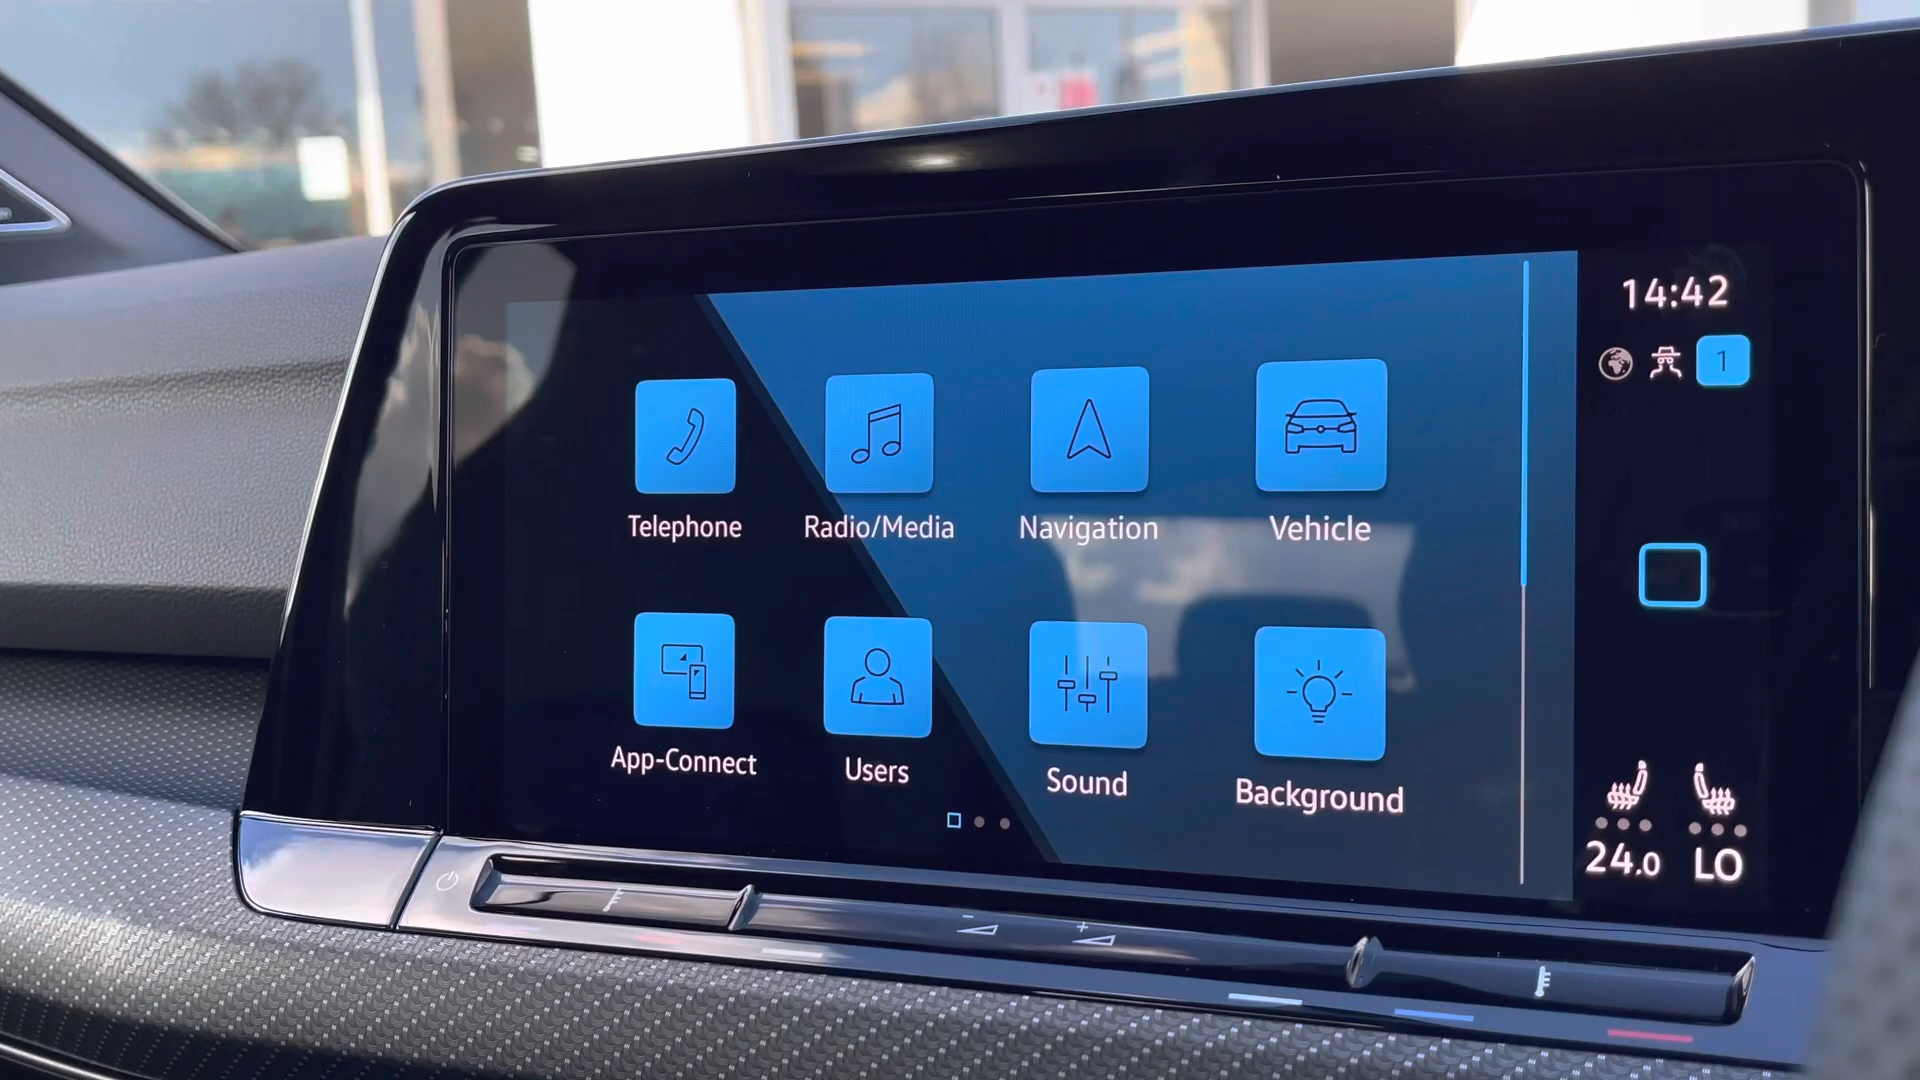 14:42
1
Telephone
Radio/Media
Navigation
Vehicle
App-Connect
Users
Sound
Background
24.0
LO